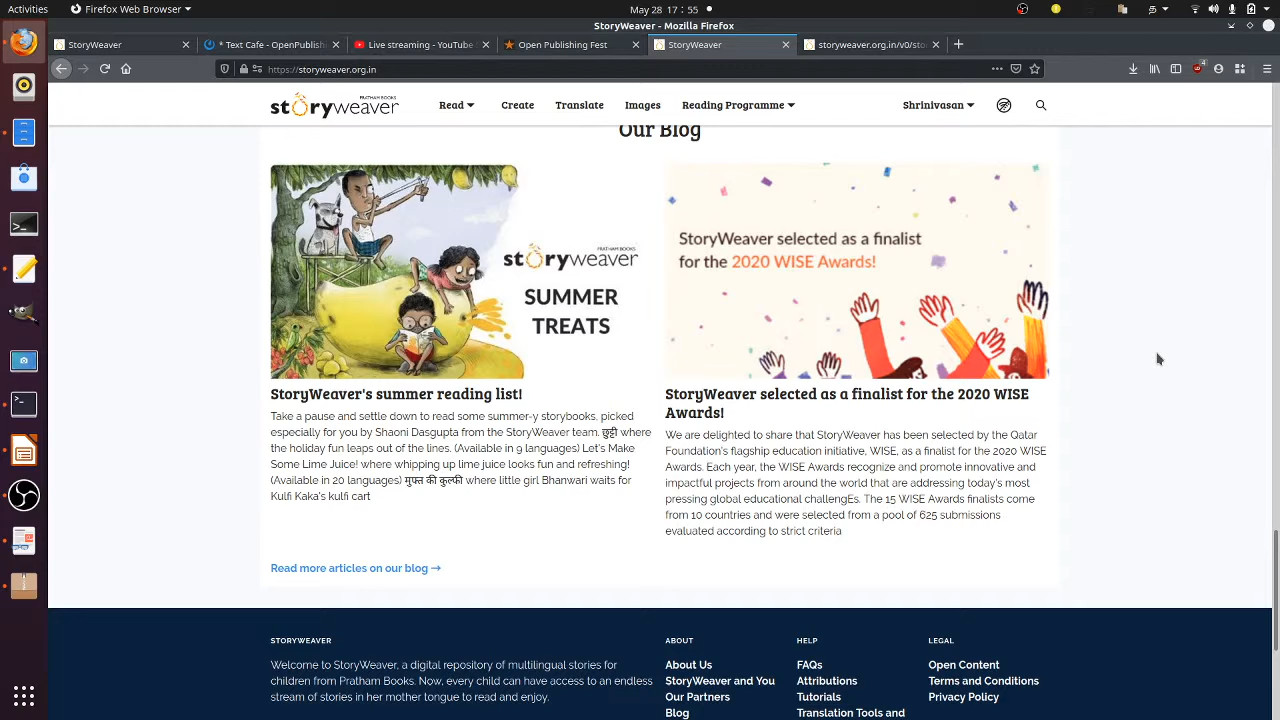 Activities
Firefox Web Browser
May 28 17:55
StoryWeaver - Mozilla Firefox
StoryWeaver
* Text Cafe - OpenPublish
Live streaming - YouTube
Open Publishing Fest
StoryWeaver
storyweaver.org.in/v0/sto
https://storyweaver.org.in
PRATHAM BOOKS
storyweaver
Read
Create
Translate
Images
Reading Programme
Shrinivasan
Our Blog
PRATHAM BOOKS
storyweaver
SUMMER
TREATS
StoryWeaver selected as a finalist
for the 2020 WISE Awards!
StoryWeaver's summer reading list!
Take a pause and settle down to read some summer-y storybooks, picked
especially for you by Shaoni Dasgupta from the StoryWeaver team. छुट्टी where
the holiday fun leaps out of the lines. (Available in 9 languages) Let's Make
Some Lime Juice! where whipping up lime juice looks fun and refreshing!
(Available in 20 languages) मुफ्त की कुल्फी where little girl Bhanwari waits for
Kulfi Kaka's kulfi cart
StoryWeaver selected as a finalist for the 2020 WISE
Awards!
We are delighted to share that StoryWeaver has been selected by the Qatar
Foundation's flagship education initiative, WISE, as a finalist for the 2020 WISE
Awards. Each year, the WISE Awards recognize and promote innovative and
impactful projects from around the world that are addressing today's most
pressing global educational challengEs. The 15 WISE Awards finalists come
from 10 countries and were selected from a pool of 625 submissions
evaluated according to strict criteria
Read more articles on our blog →
STORYWEAVER
Welcome to StoryWeaver, a digital repository of multilingual stories for
children from Pratham Books. Now, every child can have access to an endless
stream of stories in her mother tongue to read and enjoy.
ABOUT
About Us
StoryWeaver and You
Our Partners
Blog
HELP
FAQs
Attributions
Tutorials
Translation Tools and
LEGAL
Open Content
Terms and Conditions
Privacy Policy